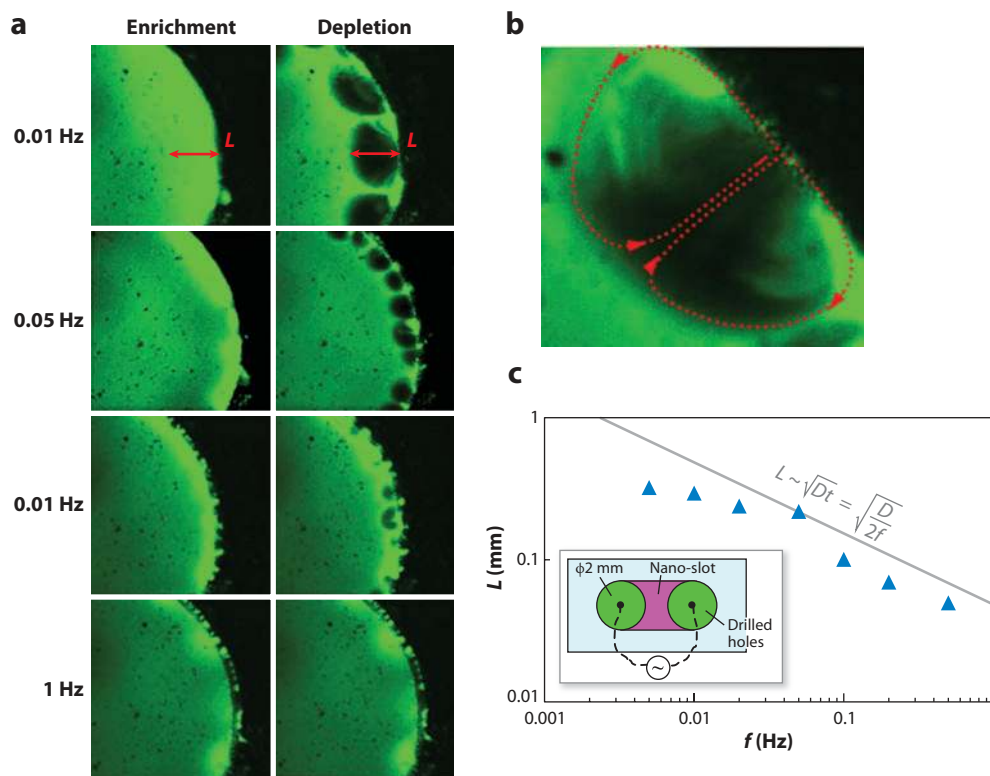 a
Enrichment
Depletion
0.01 Hz
L
L
0.05 Hz
0.01 Hz
1 Hz
b
c
1
0.1
0.01
L (mm)
L ~ √Dt = √D/2f
ϕ2 mm
Nano-slot
Drilled
holes
~
0.001
0.01
0.1
f (Hz)